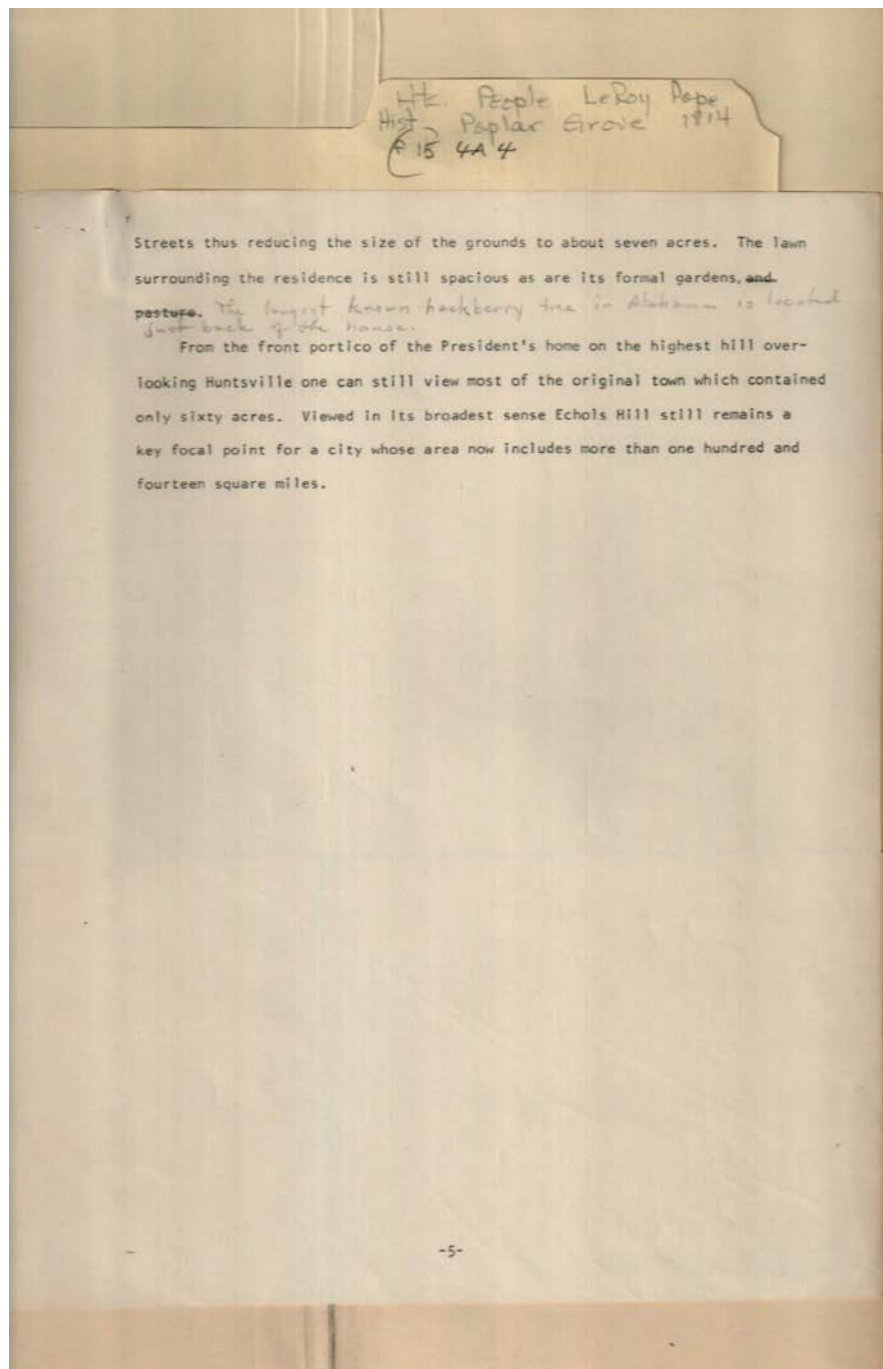 Hte. People LeRoy Pope
Hist Poplar Grove 1814
15 4A 4
Streets thus reducing the size of the grounds to about seven acres. The lawn
surrounding the residence is still spacious as are its formal gardens, and
pasture. The largest known hackberry tree in Alabama is located
just back of the house.
From the front portico of the President's home on the highest hill over-
looking Huntsville one can still view most of the original town which contained
only sixty acres. Viewed in its broadest sense Echols Hill still remains a
key focal point for a city whose area now includes more than one hundred and
fourteen square miles.
-5-